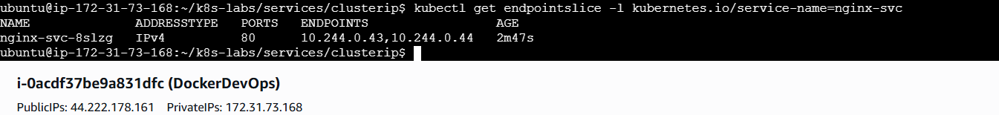 ubuntu@ip-172-31-73-168:~/k8s-labs/services/clusterip$ kubectl get endpointslice -l kubernetes.io/service-name=nginx-svc
NAME ADDRESSTYPE PORTS ENDPOINTS AGE
nginx-svc-8slzg IPv4 80 10.244.0.43,10.244.0.44 2m47s
ubuntu@ip-172-31-73-168:~/k8s-labs/services/clusterip$
i-0acdf37be9a831dfc (DockerDevOps)
PublicIPs: 44.222.178.161 PrivateIPs: 172.31.73.168